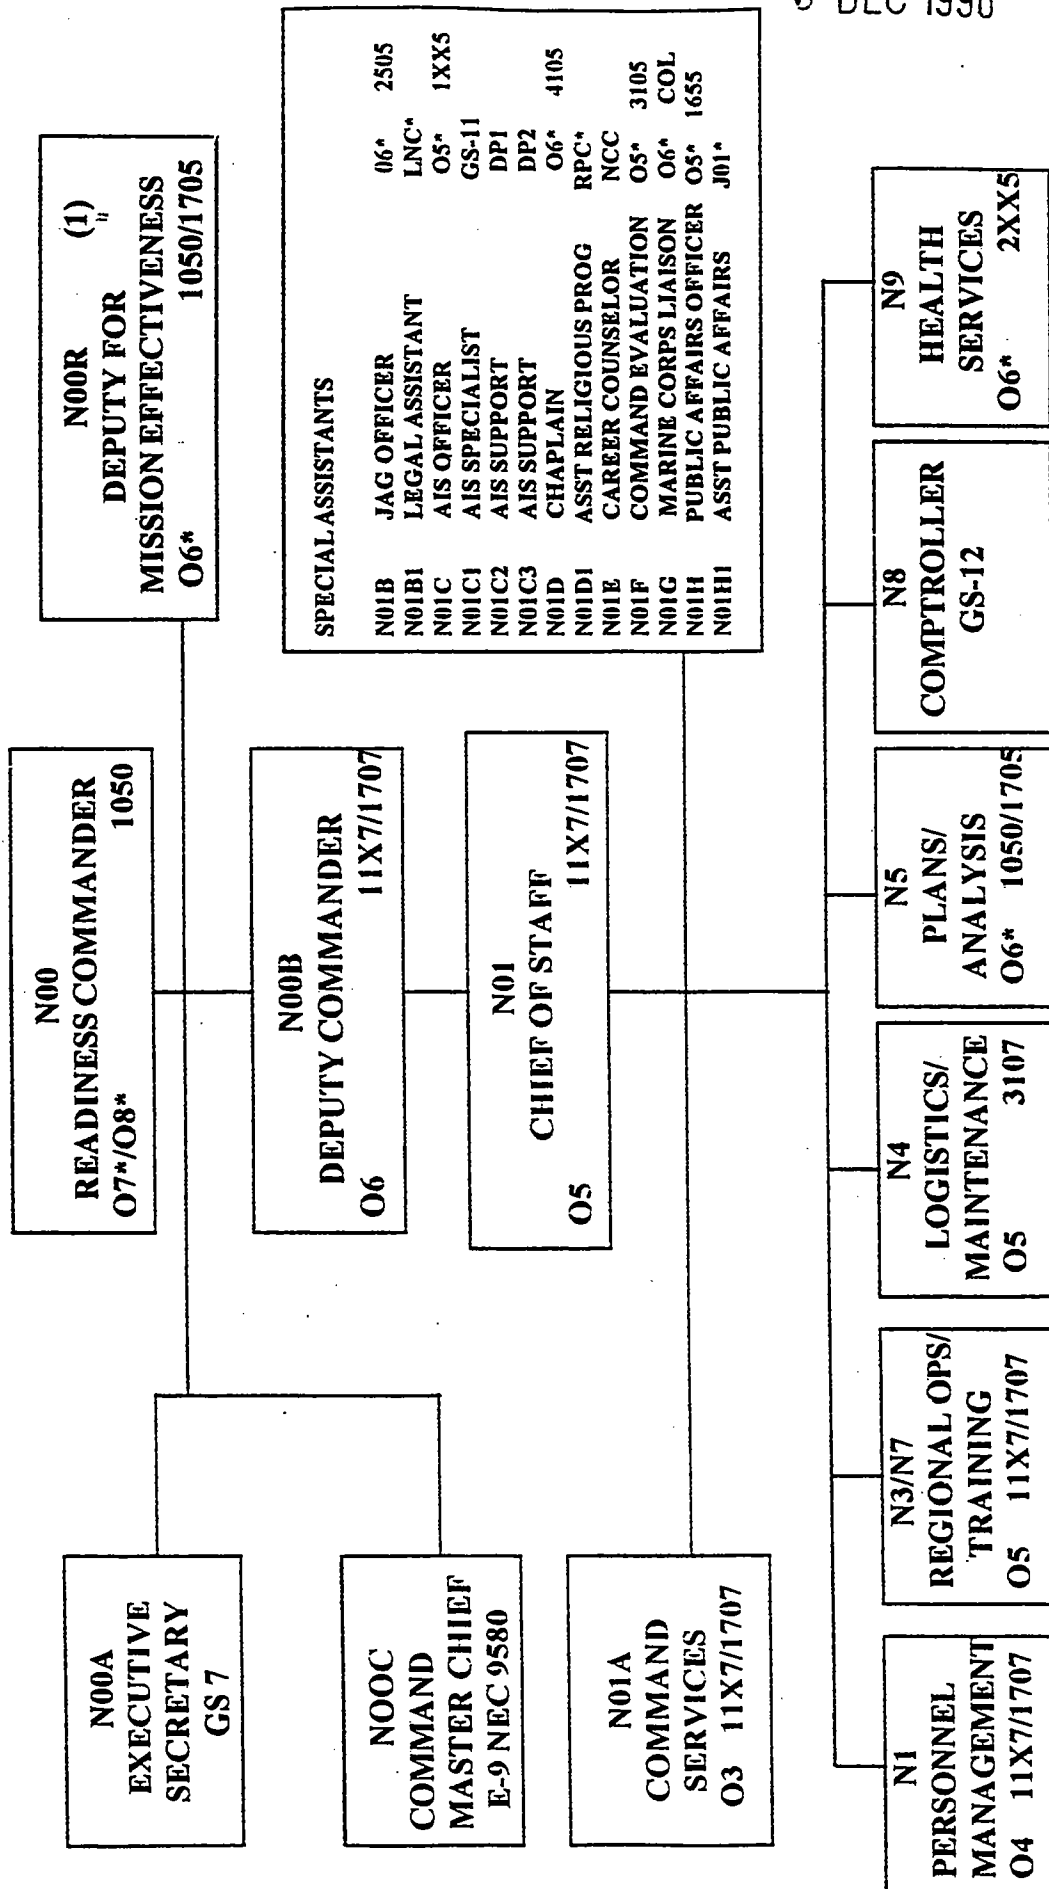 6 DEC 1990
N00
READINESS COMMANDER
O7*/O8* 1050
N00R (1)
DEPUTY FOR
MISSION EFFECTIVENESS
O6* 1050/1705
N00A
EXECUTIVE
SECRETARY
GS 7
N00B
DEPUTY COMMANDER
O6 11X7/1707
NOOC
COMMAND
MASTER CHIEF
E-9 NEC 9580
N01
CHIEF OF STAFF
O5 11X7/1707
SPECIAL ASSISTANTS
N01B JAG OFFICER 06* 2505
N01B1 LEGAL ASSISTANT LNC*
N01C AIS OFFICER O5* 1XX5
N01C1 AIS SPECIALIST GS-11
N01C2 AIS SUPPORT DP1
N01C3 AIS SUPPORT DP2
N01D CHAPLAIN O6* 4105
N01D1 ASST RELIGIOUS PROG RPC*
N01E CAREER COUNSELOR NCC
N01F COMMAND EVALUATION O5* 3105
N01G MARINE CORPS LIAISON O6* COL
N01H PUBLIC AFFAIRS OFFICER O5* 1655
N01H1 ASST PUBLIC AFFAIRS J01*
N01A
COMMAND
SERVICES
O3 11X7/1707
N1
PERSONNEL
MANAGEMENT
O4 11X7/1707
N3/N7
REGIONAL OPS/
TRAINING
O5 11X7/1707
N4
LOGISTICS/
MAINTENANCE
O5 3107
N5
PLANS/
ANALYSIS
O6* 1050/1705
N8
COMPTROLLER
GS-12
N9
HEALTH
SERVICES
O6* 2XX5